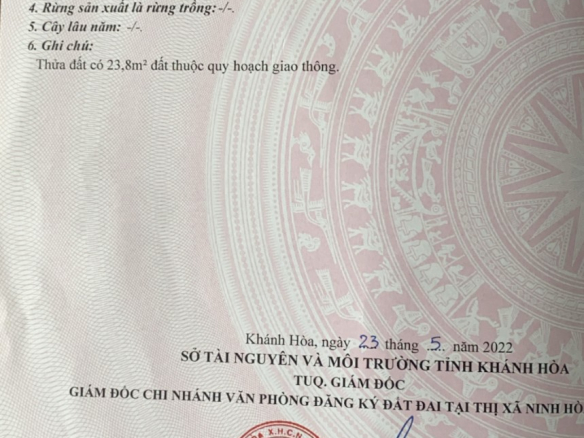 4. Rừng sản xuất là rừng trồng: -/-.
5. Cây lâu năm: -/-.
6. Ghi chú:
Thửa đất có 23,8m² đất thuộc quy hoạch giao thông.
Khánh Hòa, ngày 23 tháng 5 năm 2022
SỞ TÀI NGUYÊN VÀ MÔI TRƯỜNG TỈNH KHÁNH HÒA
TUQ. GIÁM ĐỐC
GIÁM ĐỐC CHI NHÁNH VĂN PHÒNG ĐĂNG KÝ ĐẤT ĐAI TẠI THỊ XÃ NINH HÒ
X.H.C.N